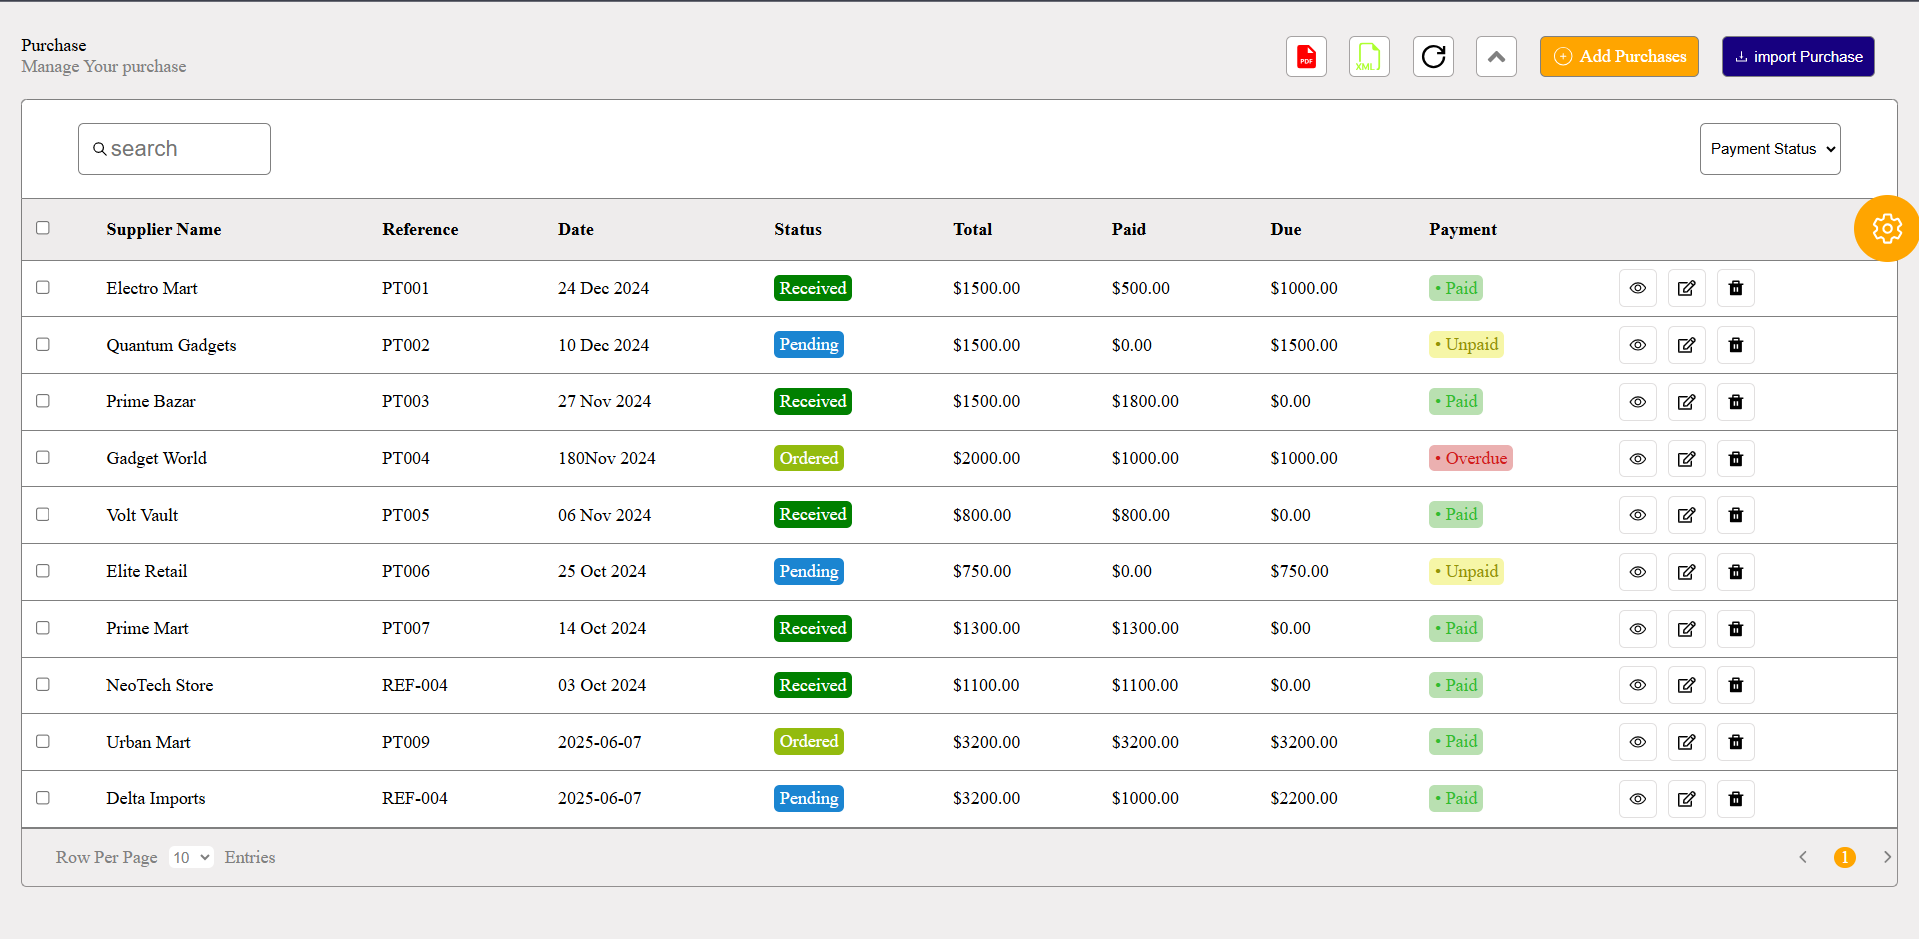 Purchase
Manage Your purchase
PDF
XML
Add Purchases
import Purchase
search
Payment Status
Supplier Name Reference Date Status Total Paid Due Payment
Electro Mart PT001 24 Dec 2024 Received $1500.00 $500.00 $1000.00 • Paid
Quantum Gadgets PT002 10 Dec 2024 Pending $1500.00 $0.00 $1500.00 • Unpaid
Prime Bazar PT003 27 Nov 2024 Received $1500.00 $1800.00 $0.00 • Paid
Gadget World PT004 180Nov 2024 Ordered $2000.00 $1000.00 $1000.00 • Overdue
Volt Vault PT005 06 Nov 2024 Received $800.00 $800.00 $0.00 • Paid
Elite Retail PT006 25 Oct 2024 Pending $750.00 $0.00 $750.00 • Unpaid
Prime Mart PT007 14 Oct 2024 Received $1300.00 $1300.00 $0.00 • Paid
NeoTech Store REF-004 03 Oct 2024 Received $1100.00 $1100.00 $0.00 • Paid
Urban Mart PT009 2025-06-07 Ordered $3200.00 $3200.00 $3200.00 • Paid
Delta Imports REF-004 2025-06-07 Pending $3200.00 $1000.00 $2200.00 • Paid
Row Per Page 10 Entries
1